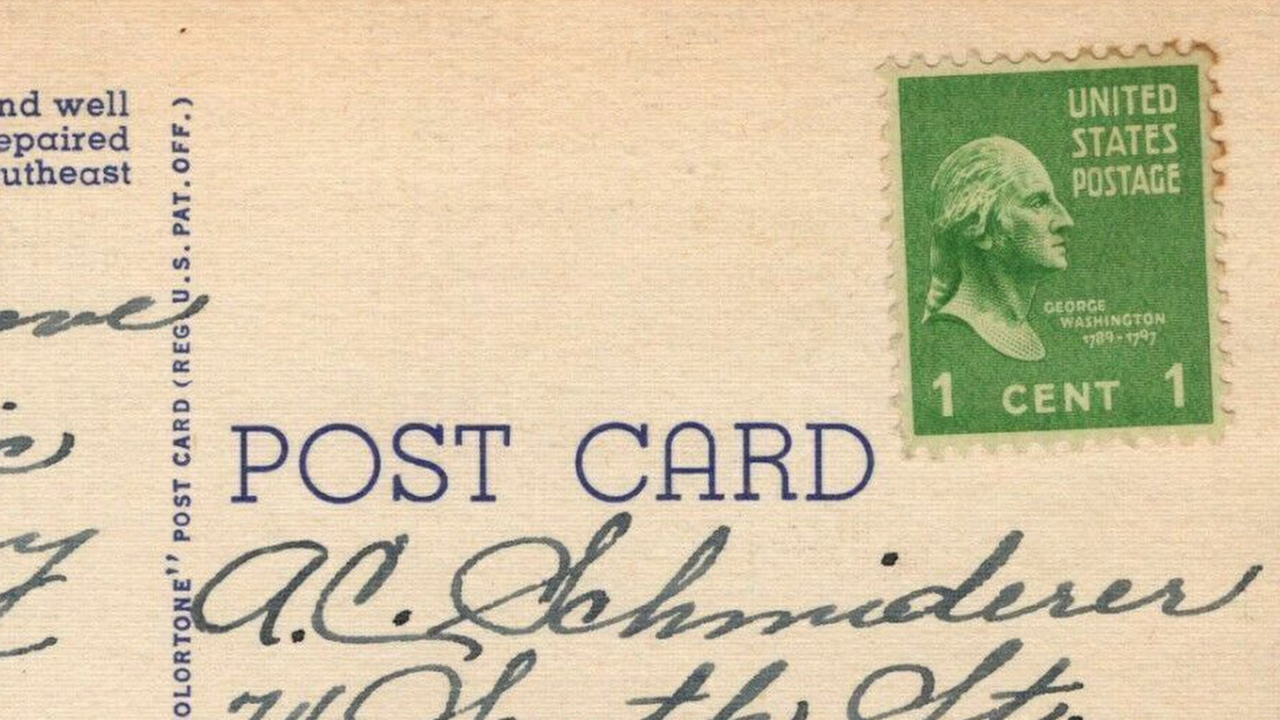 nd well
epaired
utheast
OLORTONE" POST CARD (REG U.S. PAT. OFF.)
UNITED
STATES
POSTAGE
GEORGE
WASHINGTON
1789-1797
1 CENT 1
POST CARD
A.C. Schmiderer